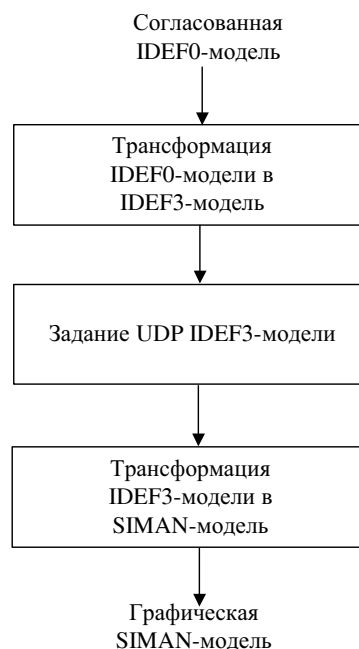 Согласованная
IDEF0-модель
Трансформация
IDEF0-модели в
IDEF3-модель
Задание UDP IDEF3-модели
Трансформация
IDEF3-модели в
SIMAN-модель
Графическая
SIMAN-модель